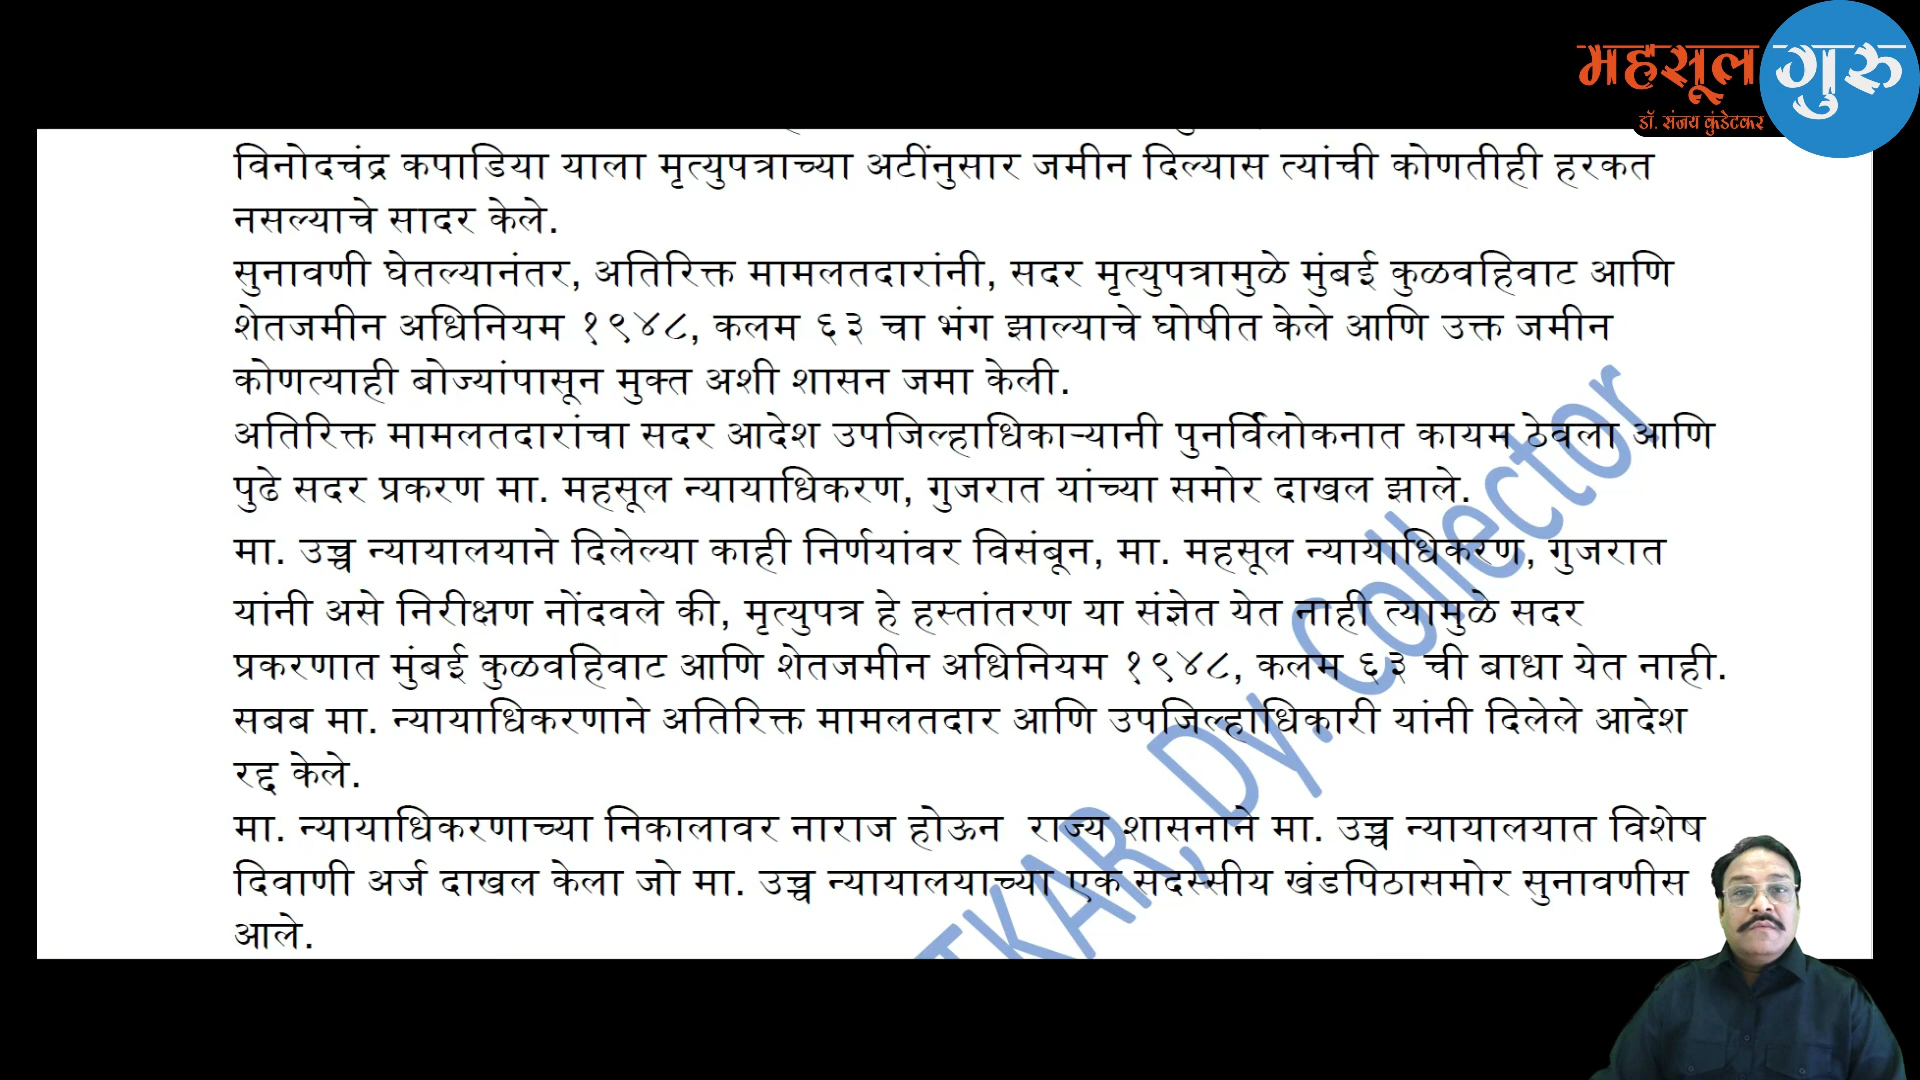 महसूल गुरु
डॉ. संजय कुंडेटकर
विनोदचंद्र कपाडिया याला मृत्युपत्राच्या अटींनुसार जमीन दिल्यास त्यांची कोणतीही हरकत
नसल्याचे सादर केले.
सुनावणी घेतल्यानंतर, अतिरिक्त मामलतदारांनी, सदर मृत्युपत्रामुळे मुंबई कुळवहिवाट आणि
शेतजमीन अधिनियम १९४८, कलम ६३ चा भंग झाल्याचे घोषीत केले आणि उक्त जमीन
कोणत्याही बोज्यांपासून मुक्त अशी शासन जमा केली.
अतिरिक्त मामलतदारांचा सदर आदेश उपजिल्हाधिकाऱ्यानी पुनर्विलोकनात कायम ठेवला आणि
पुढे सदर प्रकरण मा. महसूल न्यायाधिकरण, गुजरात यांच्या समोर दाखल झाले.
मा. उच्च न्यायालयाने दिलेल्या काही निर्णयांवर विसंबून, मा. महसूल न्यायाधिकरण, गुजरात
यांनी असे निरीक्षण नोंदवले की, मृत्युपत्र हे हस्तांतरण या संज्ञेत येत नाही त्यामुळे सदर
प्रकरणात मुंबई कुळवहिवाट आणि शेतजमीन अधिनियम १९४८, कलम ६३ ची बाधा येत नाही.
सबब मा. न्यायाधिकरणाने अतिरिक्त मामलतदार आणि उपजिल्हाधिकारी यांनी दिलेले आदेश
रद्द केले.
मा. न्यायाधिकरणाच्या निकालावर नाराज होऊन राज्य शासनाने मा. उच्च न्यायालयात विशेष
दिवाणी अर्ज दाखल केला जो मा. उच्च न्यायालयाच्या एक सदस्सीय खंडपिठासमोर सुनावणीस
आले.
TKAR, Dy. Collector